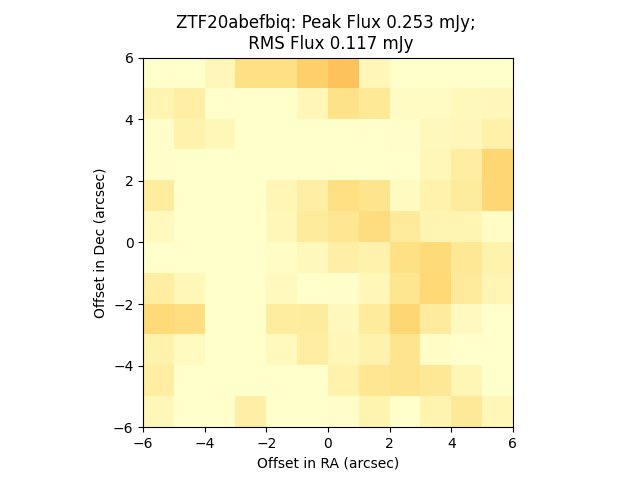 ZTF20abefbiq: Peak Flux 0.253 mJy;
RMS Flux 0.117 mJy
6
4
2
0
−2
−4
−6
Offset in Dec (arcsec)
−6 −4 −2 0 2 4 6
Offset in RA (arcsec)